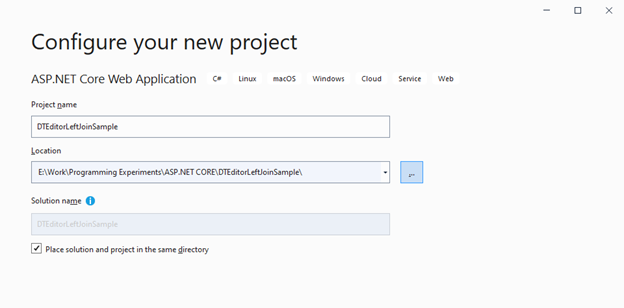 Configure your new project
ASP.NET Core Web Application C# Linux macOS Windows Cloud Service Web
Project name
DTEditorLeftJoinSample
Location
E:\Work\Programming Experiments\ASP.NET CORE\DTEditorLeftJoinSample\ ...
Solution name
DTEditorLeftJoinSample
Place solution and project in the same directory